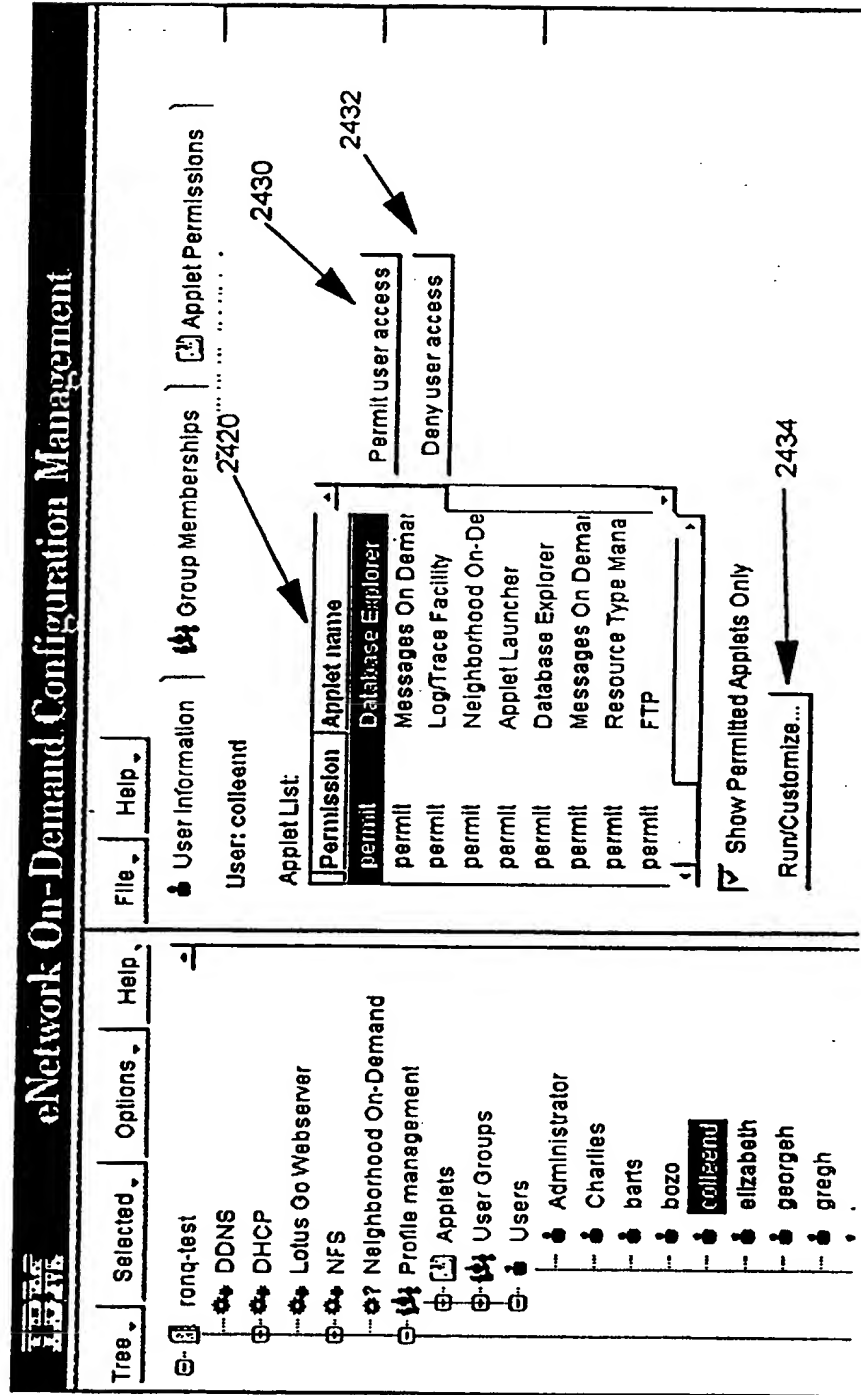 IBM eNetwork On-Demand Configuration Management
Tree Selected Options Help
ronq-test
DDNS
DHCP
Lotus Go Webserver
NFS
? Neighborhood On-Demand
Profile management
Applets
User Groups
Users
Administrator
Charlies
barts
bozo
colleend
elizabeth
georgeh
gregh
File Help
User Information Group Memberships Applet Permissions
User: colleend
2420
2430
2432
Applet List:
Permission Applet name
permit Database Explorer
permit Messages On Deman
permit Log/Trace Facility
permit Neighborhood On-De
permit Applet Launcher
permit Database Explorer
permit Messages On Deman
permit Resource Type Mana
permit FTP
Permit user access
Deny user access
Show Permitted Applets Only
Run/Customize...
2434